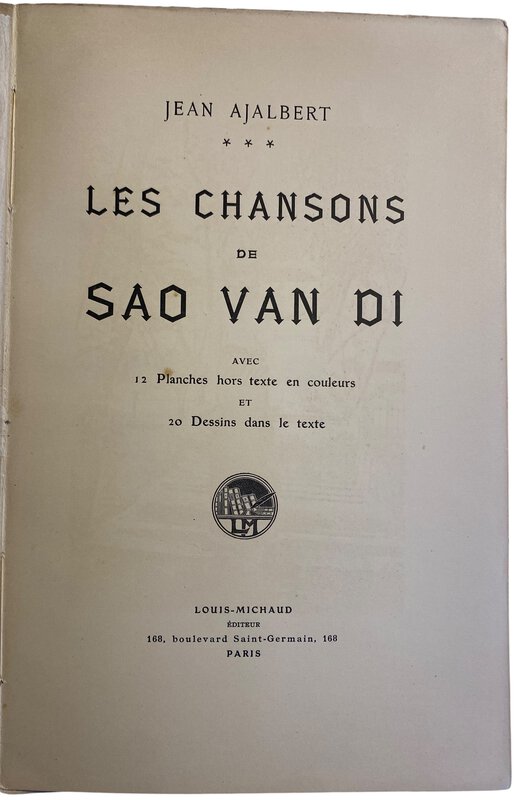 JEAN AJALBERT
* * *
LES CHANSONS
DE
SAO VAN DI
AVEC
12 Planches hors texte en couleurs
ET
20 Dessins dans le texte
LM
LOUIS-MICHAUD
ÉDITEUR
168, boulevard Saint-Germain, 168
PARIS